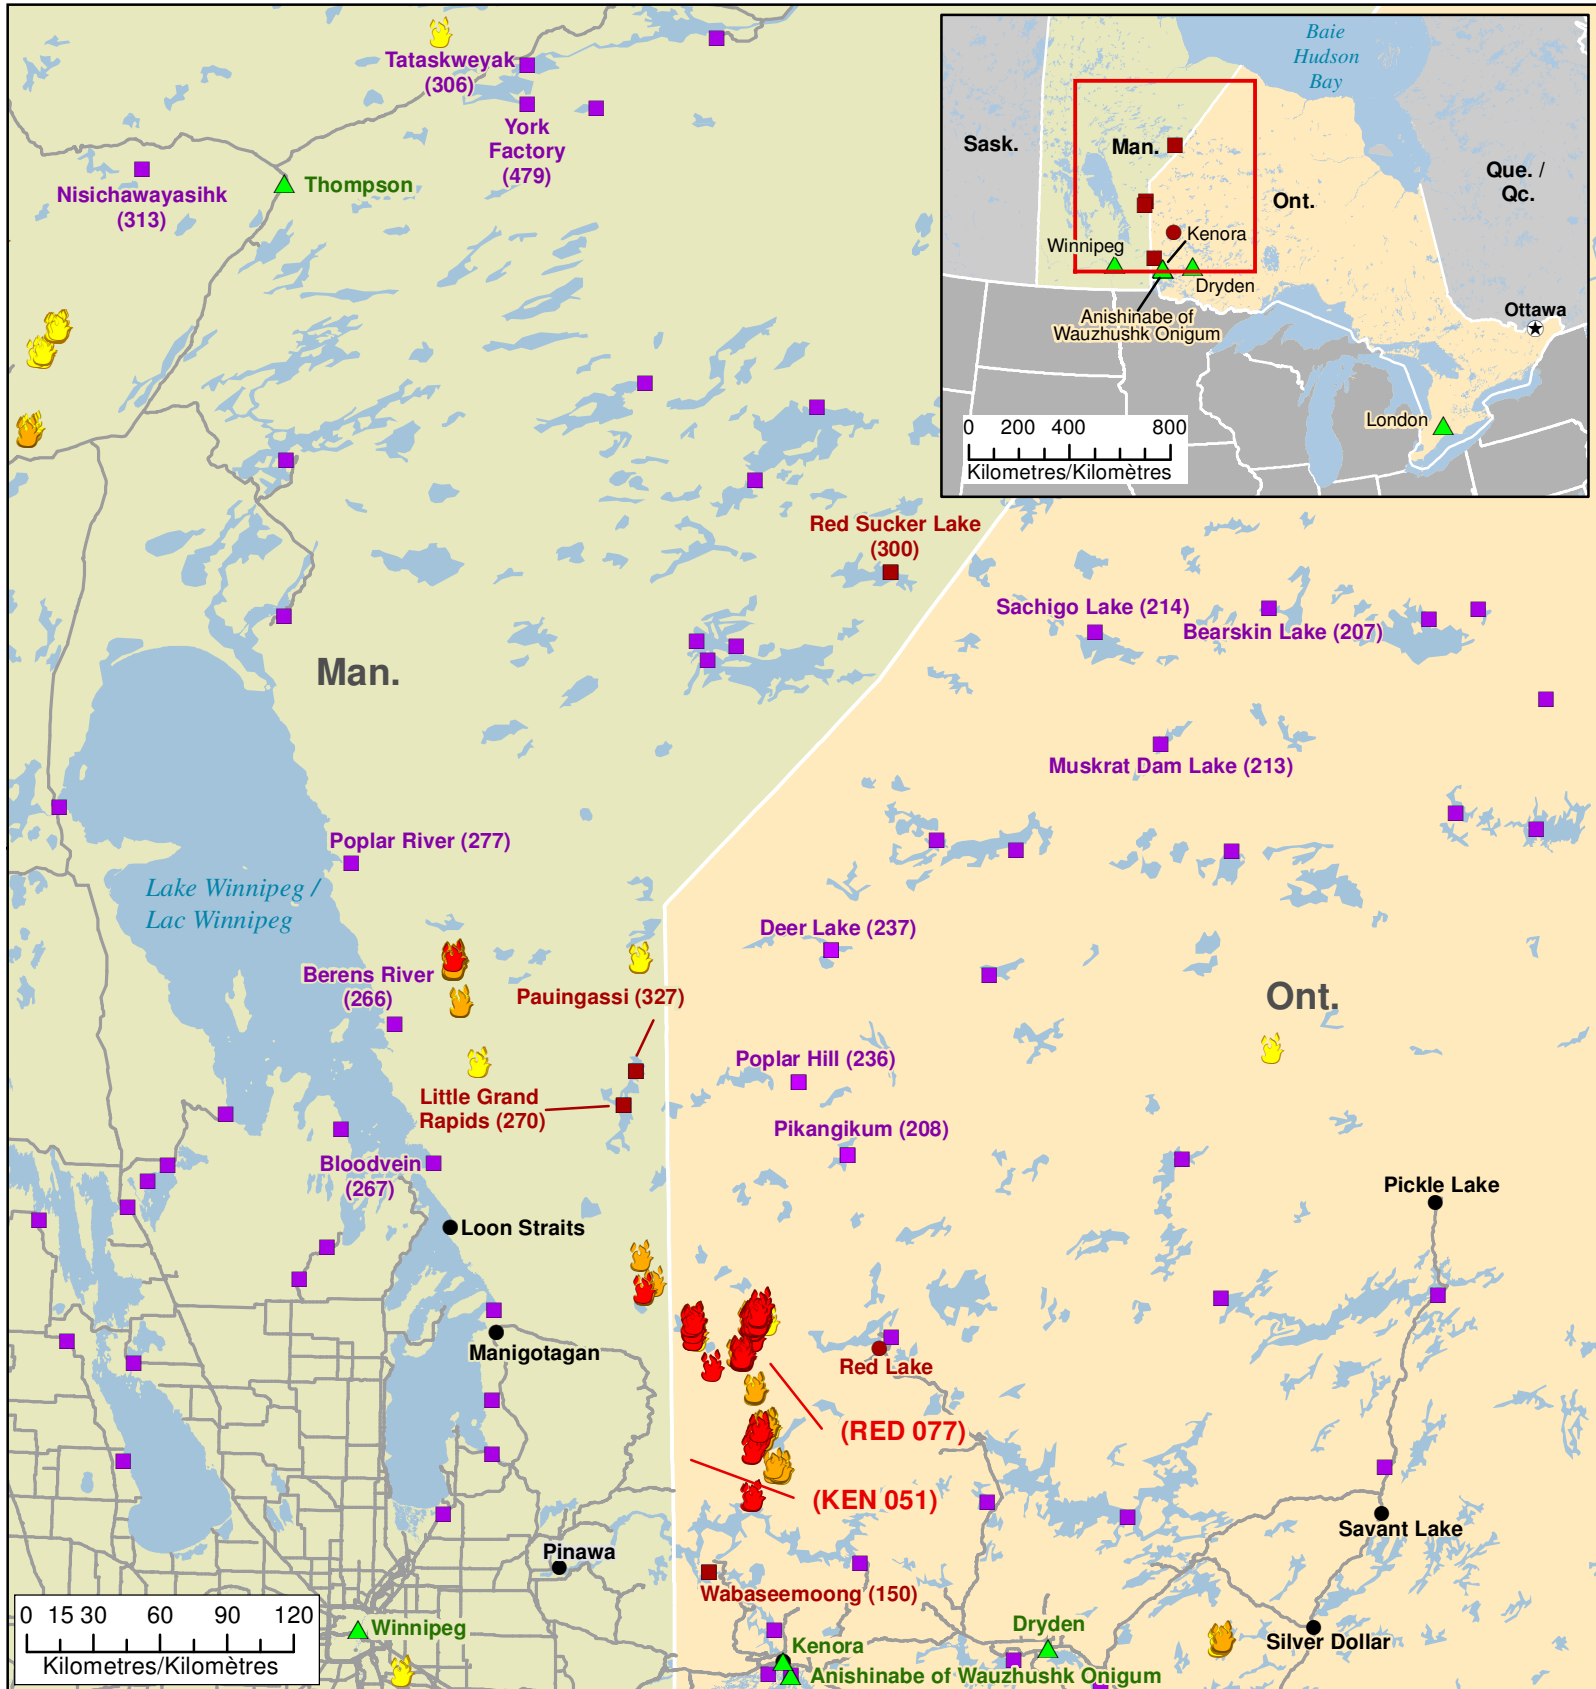 Tataskweyak
(306)
York
Factory
(479)
Nisichawayasihk
(313)
Thompson
Baie
Hudson
Bay
Sask.
Man.
Ont.
Que. /
Qc.
Winnipeg
Kenora
Dryden
Anishinabe of
Wauzhushk Onigum
Ottawa
London
0 200 400 800
Kilometres/Kilomètres
Red Sucker Lake
(300)
Sachigo Lake (214)
Bearskin Lake (207)
Man.
Muskrat Dam Lake (213)
Poplar River (277)
Lake Winnipeg /
Lac Winnipeg
Deer Lake (237)
Berens River
(266)
Pauingassi (327)
Ont.
Poplar Hill (236)
Little Grand
Rapids (270)
Pikangikum (208)
Bloodvein
(267)
Pickle Lake
Loon Straits
Manigotagan
Red Lake
(RED 077)
(KEN 051)
Savant Lake
Pinawa
Wabaseemoong (150)
0 15 30 60 90 120
Kilometres/Kilomètres
Winnipeg
Dryden
Silver Dollar
Kenora
Anishinabe of Wauzhushk Onigum